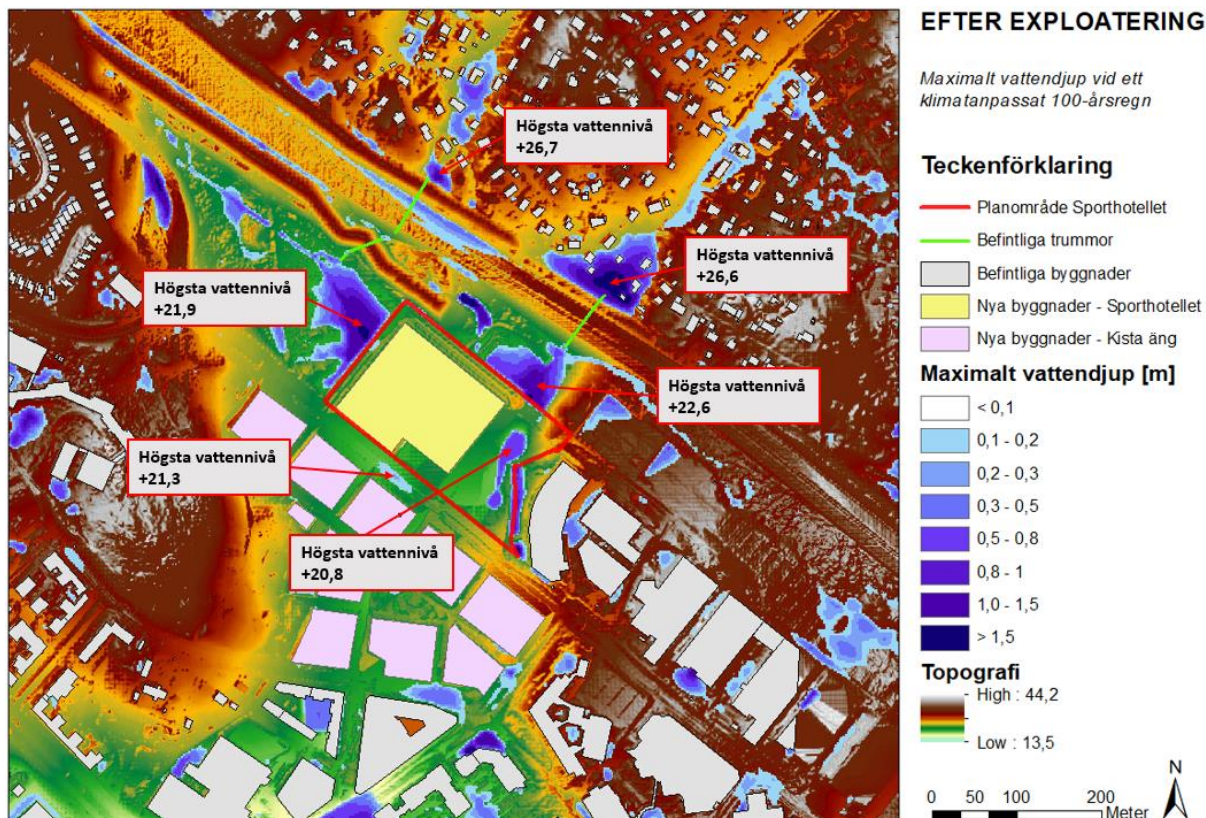 EFTER EXPLOATERING
Maximalt vattendjup vid ett
klimatanpassat 100-årsregn
Högsta vattennivå
+26,7
Högsta vattennivå
+26,6
Högsta vattennivå
+21,9
Högsta vattennivå
+22,6
Högsta vattennivå
+21,3
Högsta vattennivå
+20,8
Teckenförklaring
Planområde Sporthotellet
Befintliga trummor
Befintliga byggnader
Nya byggnader - Sporthotellet
Nya byggnader - Kista äng
Maximalt vattendjup [m]
< 0,1
0,1 - 0,2
0,2 - 0,3
0,3 - 0,5
0,5 - 0,8
0,8 - 1
1,0 - 1,5
> 1,5
Topografi
High : 44,2
Low : 13,5
N
0 50 100 200
Meter